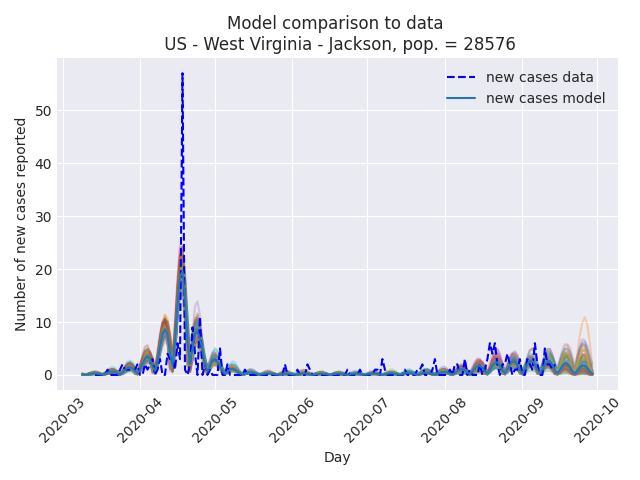 Model comparison to data
US - West Virginia - Jackson, pop. = 28576
new cases data
new cases model
Number of new cases reported
50
40
30
20
10
0
2020-03
2020-04
2020-05
2020-06
2020-07
2020-08
2020-09
2020-10
Day